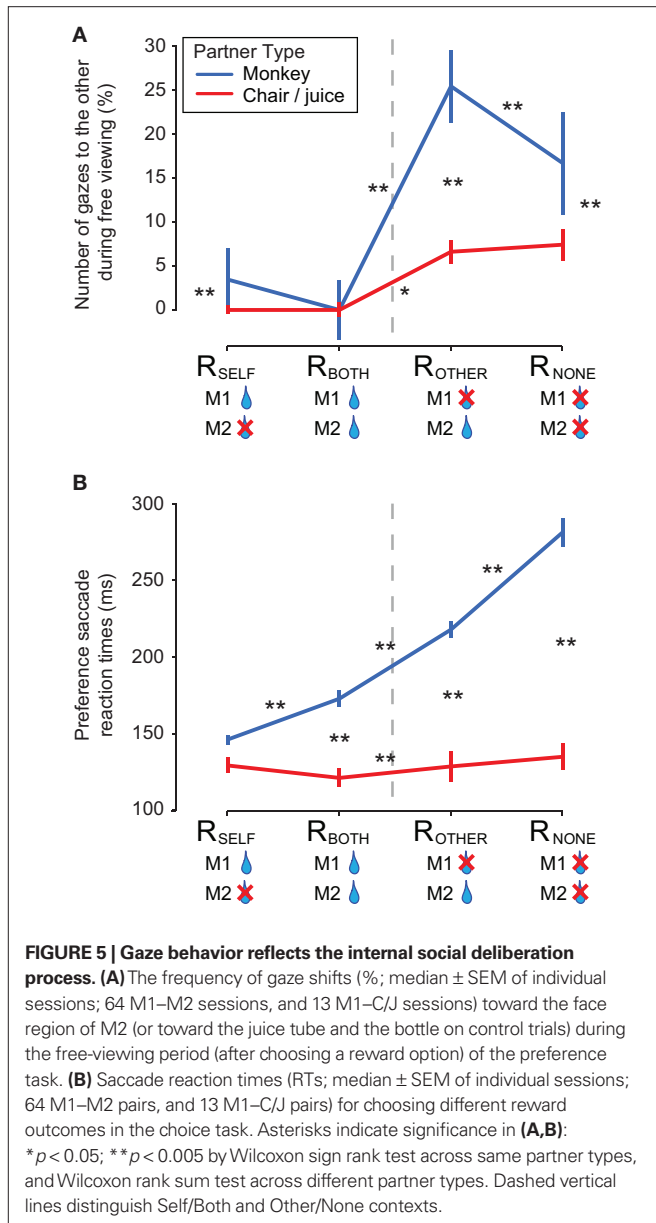 A
Number of gazes to the other
during free viewing (%)
30
25
20
15
10
5
0
Partner Type
Monkey
Chair / juice
**
**
*
**
**
**
R SELF R BOTH R OTHER R NONE
M1 M1 M1 M1
M2 M2 M2 M2
B
Preference saccade
reaction times (ms)
300
250
200
150
100
**
**
**
**
**
**
**
R SELF R BOTH R OTHER R NONE
M1 M1 M1 M1
M2 M2 M2 M2
FIGURE 5 | Gaze behavior reflects the internal social deliberation
process. (A) The frequency of gaze shifts (%; median ± SEM of individual
sessions; 64 M1–M2 sessions, and 13 M1–C/J sessions) toward the face
region of M2 (or toward the juice tube and the bottle on control trials) during
the free-viewing period (after choosing a reward option) of the preference
task. (B) Saccade reaction times (RTs; median ± SEM of individual sessions;
64 M1–M2 pairs, and 13 M1–C/J pairs) for choosing different reward
outcomes in the choice task. Asterisks indicate significance in (A,B):
*p < 0.05; **p < 0.005 by Wilcoxon sign rank test across same partner types,
and Wilcoxon rank sum test across different partner types. Dashed vertical
lines distinguish Self/Both and Other/None contexts.